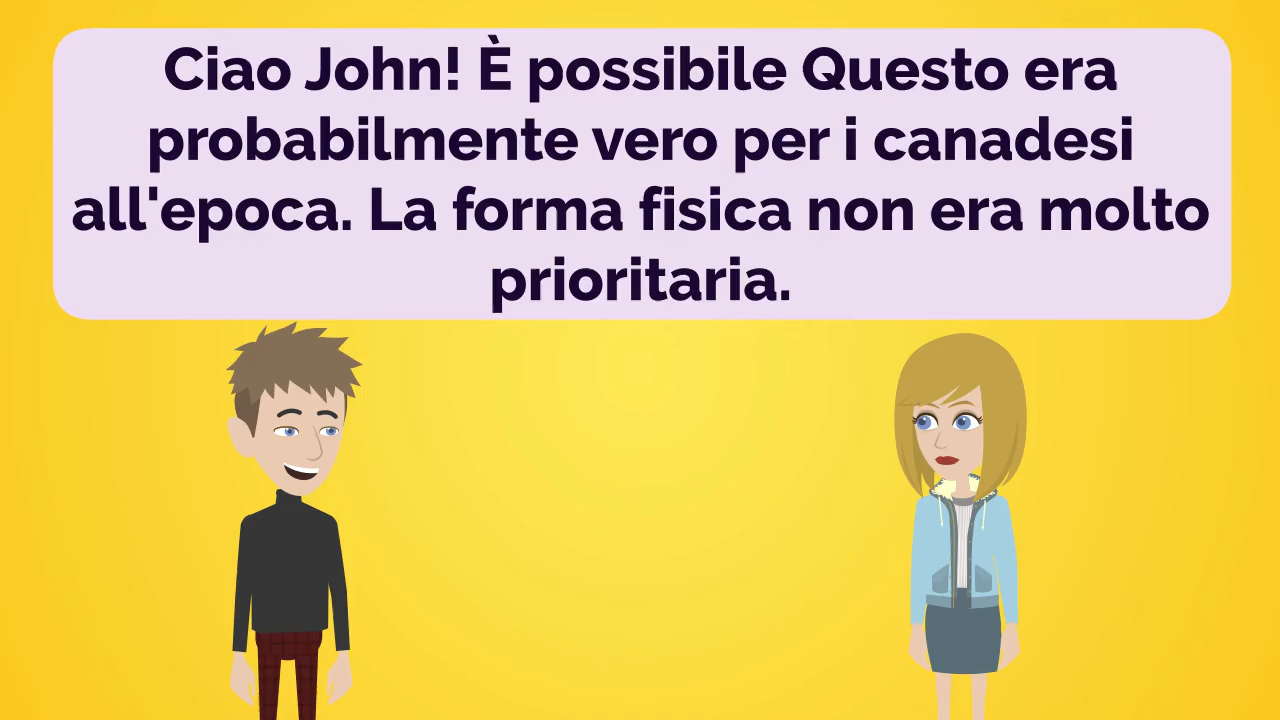 Ciao John! È possibile Questo era
probabilmente vero per i canadesi
all'epoca. La forma fisica non era molto
prioritaria.